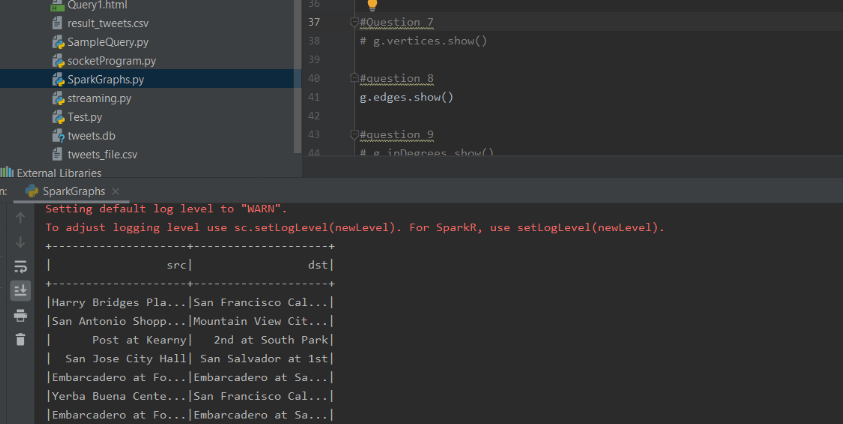 Query1.html
result_tweets.csv
SampleQuery.py
socketProgram.py
SparkGraphs.py
streaming.py
Test.py
tweets.db
tweets_file.csv
External Libraries
36
37 #Question 7
38 # g.vertices.show()
39
40 #question 8
41 g.edges.show()
42
43 #question 9
44 # g.inDegrees.show()
n: SparkGraphs ×
Setting default log level to "WARN".
To adjust logging level use sc.setLogLevel(newLevel). For SparkR, use setLogLevel(newLevel).
+--------------------+--------------------+
|                 src|                 dst|
+--------------------+--------------------+
|Harry Bridges Pla...|San Francisco Cal...|
|San Antonio Shopp...|Mountain View Cit...|
|      Post at Kearny|   2nd at South Park|
|  San Jose City Hall| San Salvador at 1st|
|Embarcadero at Fo...|Embarcadero at Sa...|
|Yerba Buena Cente...|San Francisco Cal...|
|Embarcadero at Fo...|Embarcadero at Sa...|